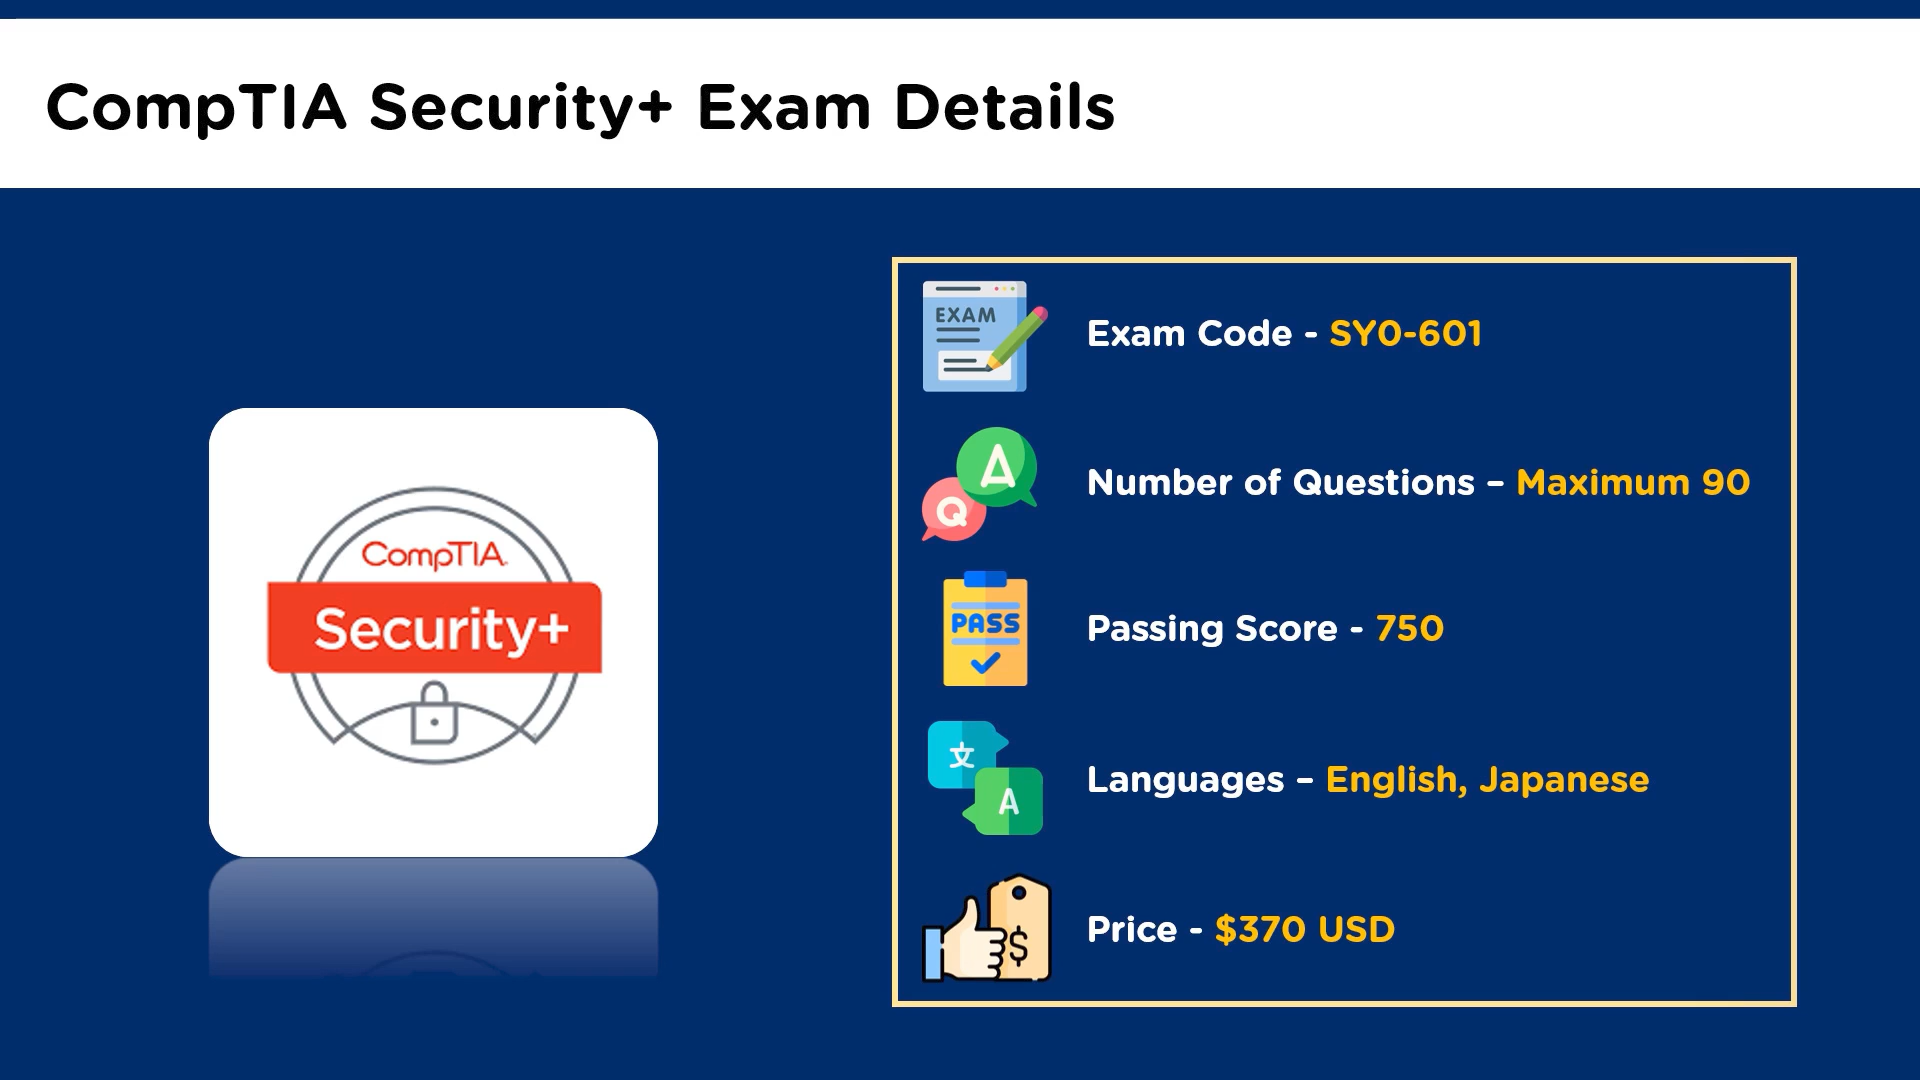 CompTIA Security+ Exam Details
EXAM
Exam Code - SY0-601
A
Q
Number of Questions – Maximum 90
PASS
Passing Score - 750
文
A
Languages – English, Japanese
$
Price - $370 USD
CompTIA.
Security+